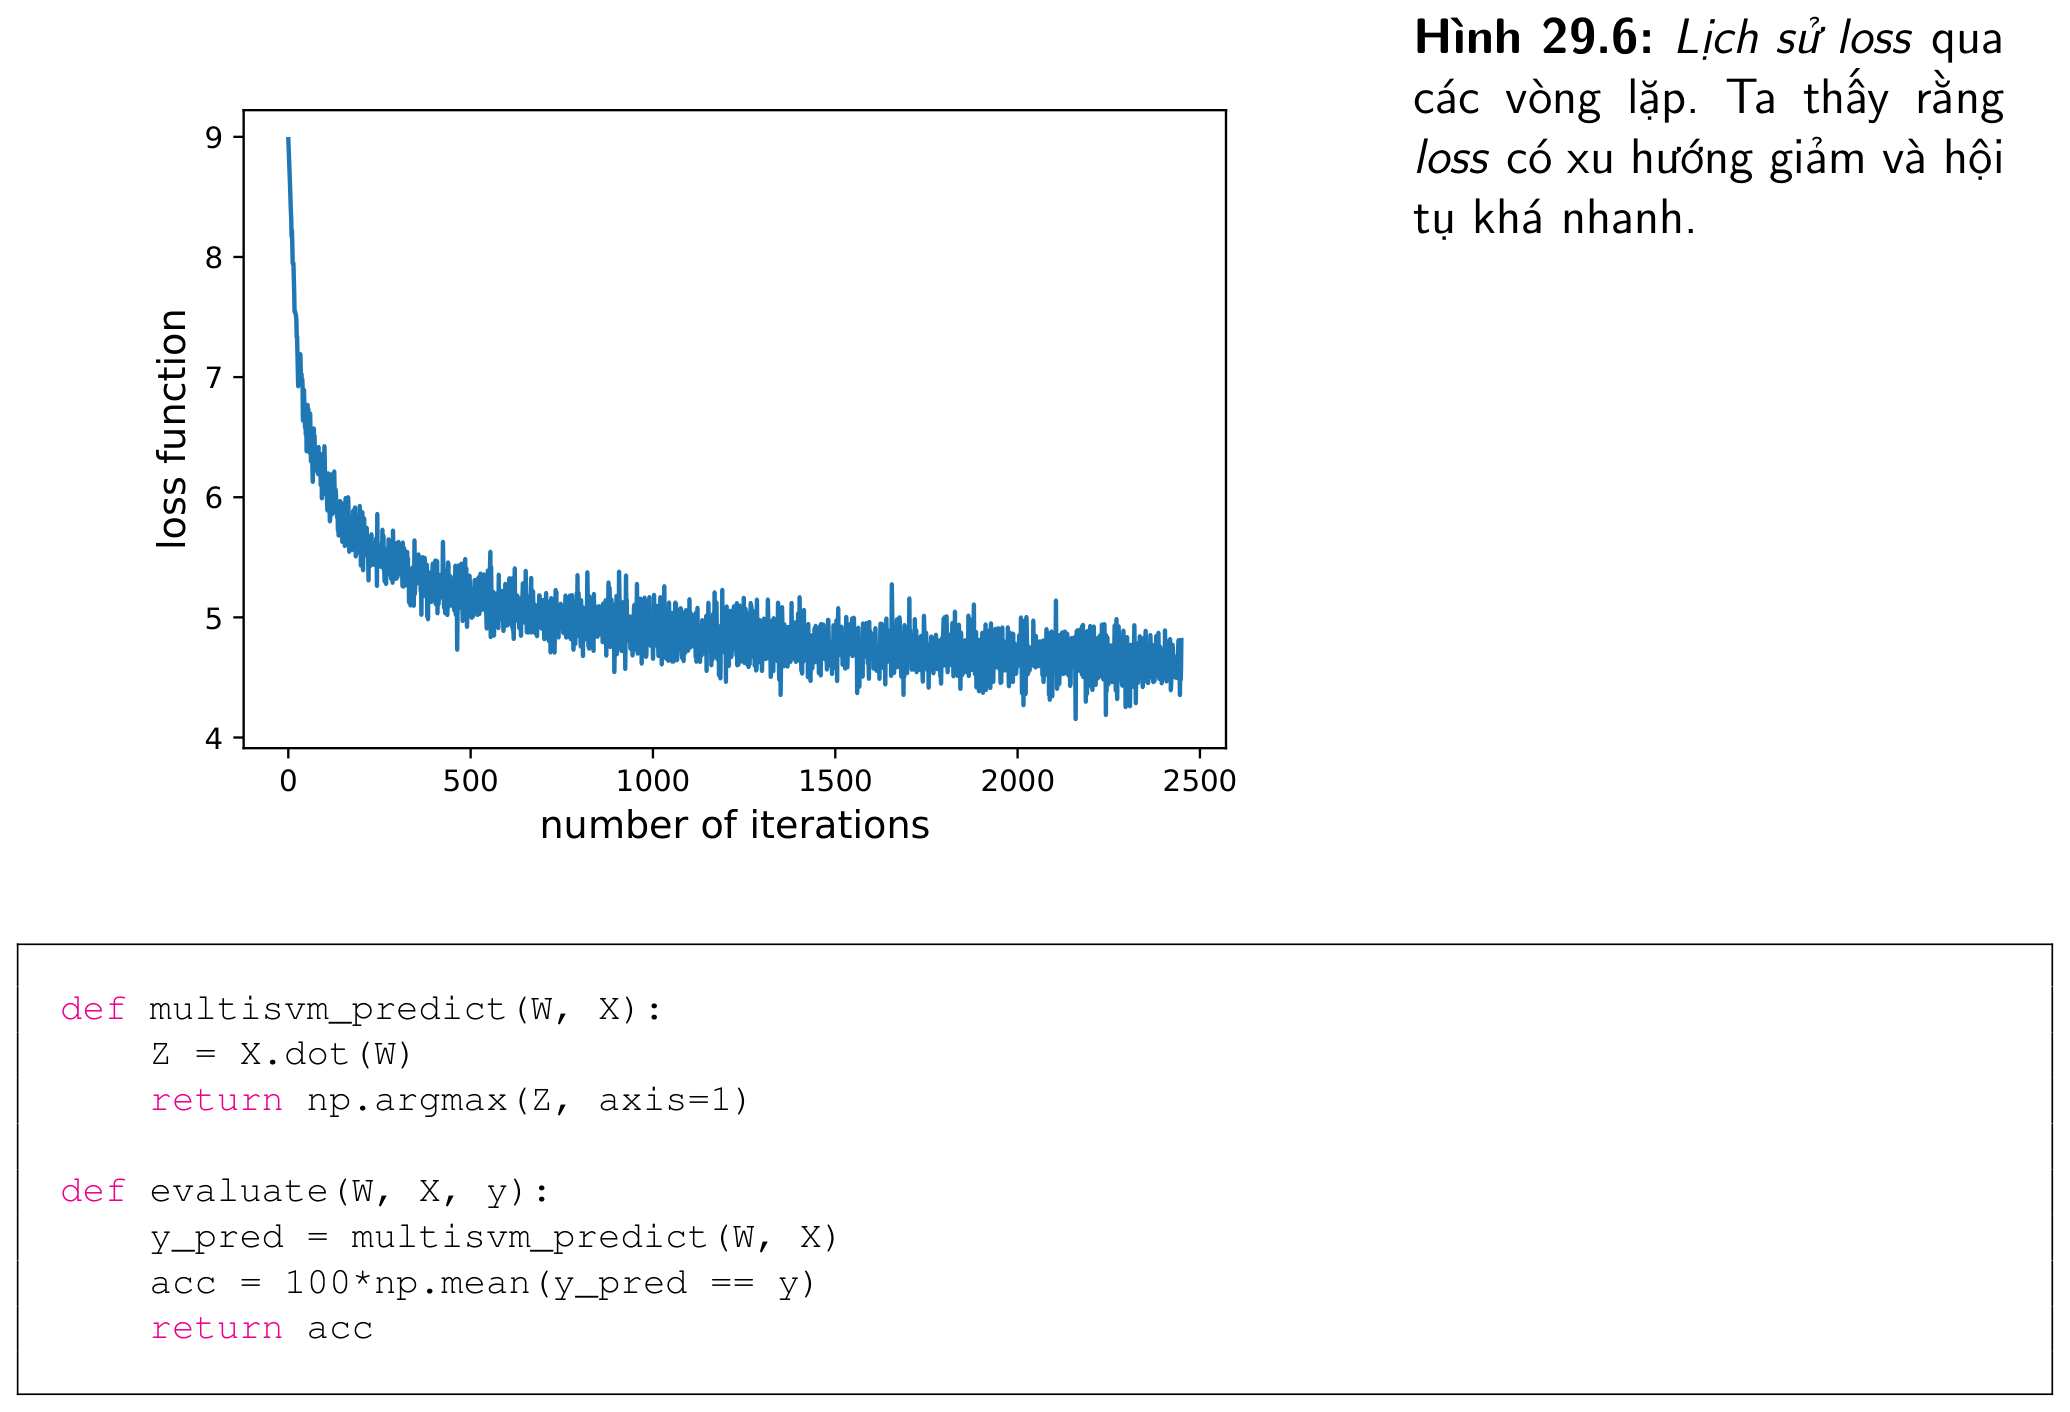 Hình 29.6: Lịch sử loss qua
các vòng lặp. Ta thấy rằng
loss có xu hướng giảm và hội
tụ khá nhanh.
9
8
7
6
5
4
loss function
0 500 1000 1500 2000 2500
number of iterations
def multisvm_predict(W, X):
    Z = X.dot(W)
    return np.argmax(Z, axis=1)
def evaluate(W, X, y):
    y_pred = multisvm_predict(W, X)
    acc = 100*np.mean(y_pred == y)
    return acc